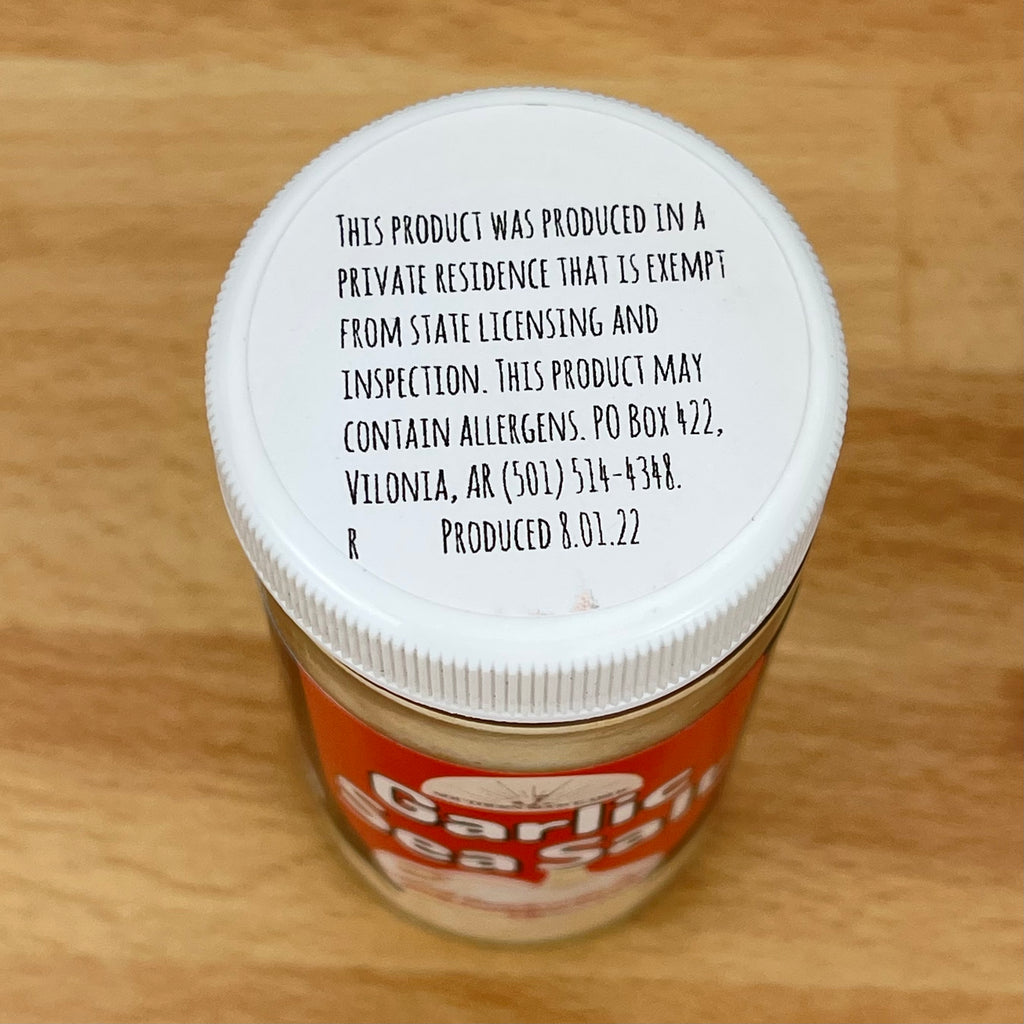 This product was produced in a
private residence that is exempt
from state licensing and
inspection. This product may
contain allergens. PO Box 422,
Vilonia, AR (501) 514-4348.
R Produced 8.01.22
Garlic
Sea Salt